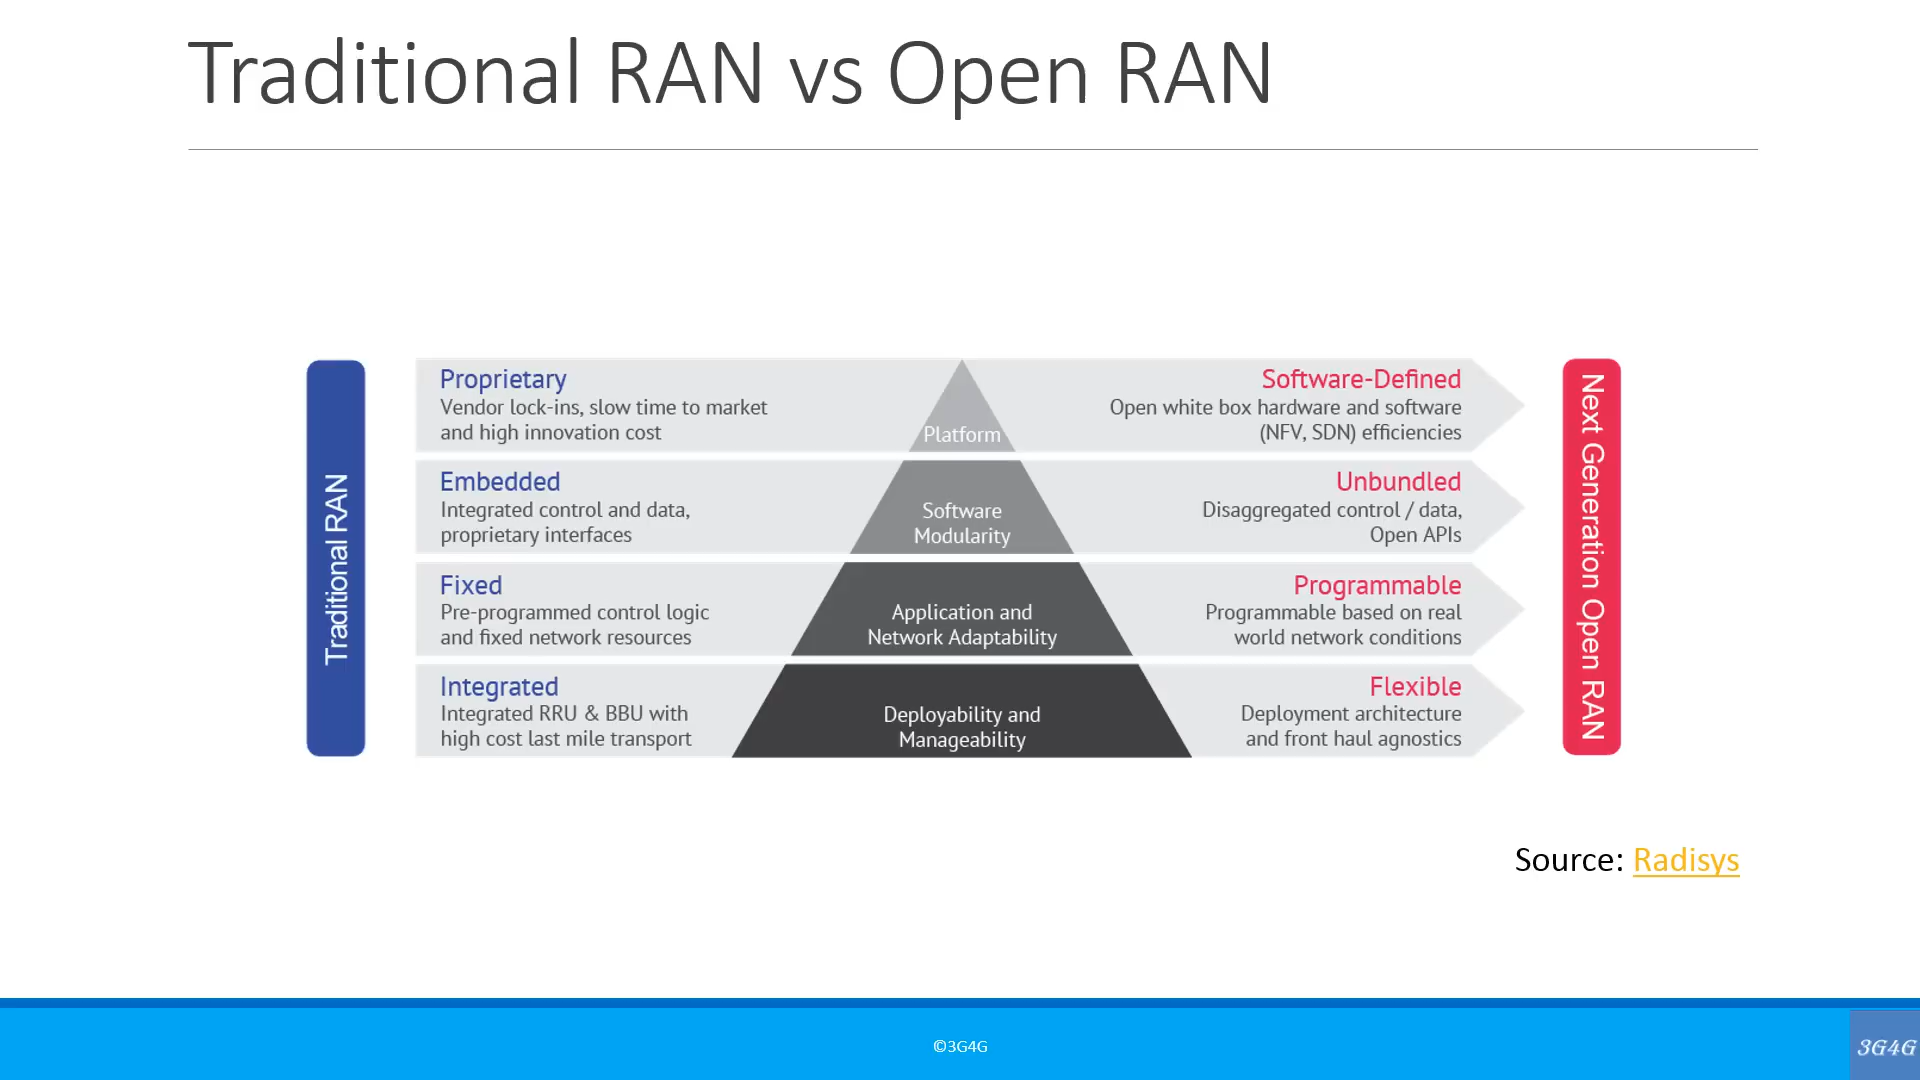 Traditional RAN vs Open RAN
Traditional RAN
Proprietary
Vendor lock-ins, slow time to market
and high innovation cost
Platform
Software-Defined
Open white box hardware and software
(NFV, SDN) efficiencies
Embedded
Integrated control and data,
proprietary interfaces
Software
Modularity
Unbundled
Disaggregated control / data,
Open APIs
Fixed
Pre-programmed control logic
and fixed network resources
Application and
Network Adaptability
Programmable
Programmable based on real
world network conditions
Integrated
Integrated RRU & BBU with
high cost last mile transport
Deployability and
Manageability
Flexible
Deployment architecture
and front haul agnostics
Next Generation Open RAN
Source: Radisys
©3G4G
3G4G